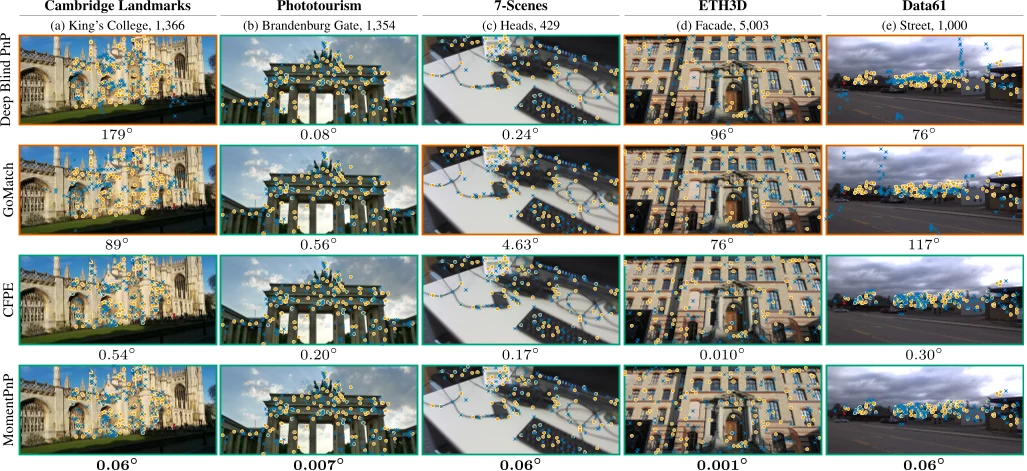 Cambridge Landmarks Phototourism 7-Scenes ETH3D Data61
(a) King's College, 1,366 (b) Brandenburg Gate, 1,354 (c) Heads, 429 (d) Facade, 5,003 (e) Street, 1,000
Deep Blind PnP
179° 0.08° 0.24° 96° 76°
GoMatch
89° 0.56° 4.63° 76° 117°
CFPE
0.54° 0.20° 0.17° 0.010° 0.30°
MomentPnP
0.06° 0.007° 0.06° 0.001° 0.06°